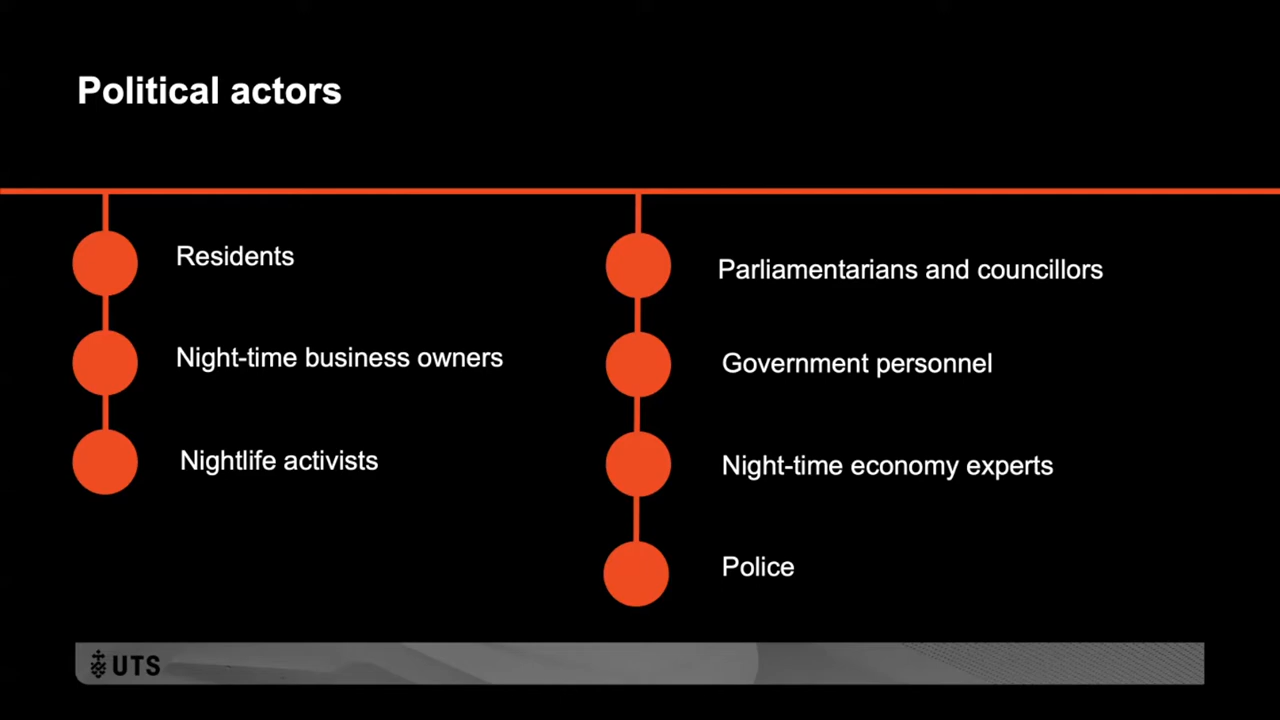 Political actors
Residents
Night-time business owners
Nightlife activists
Parliamentarians and councillors
Government personnel
Night-time economy experts
Police
UTS